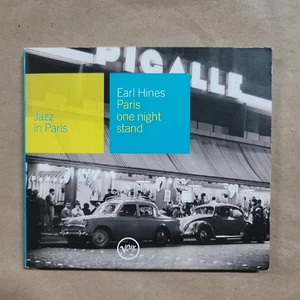 PIGALLE
Earl Hines
Paris
one night
stand
Jazz
in Paris
Verve